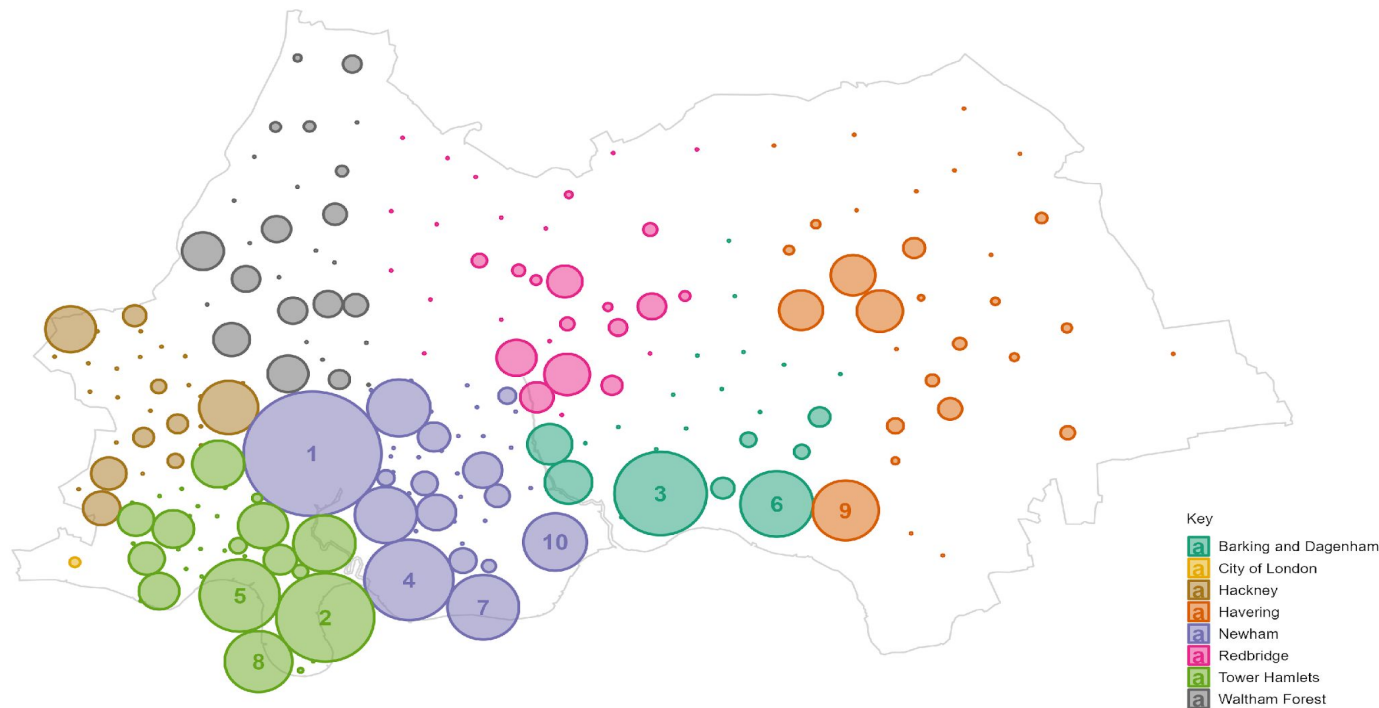 1
3
6
9
10
4
5
7
2
8
Key
a Barking and Dagenham
a City of London
a Hackney
a Havering
a Newham
a Redbridge
a Tower Hamlets
a Waltham Forest